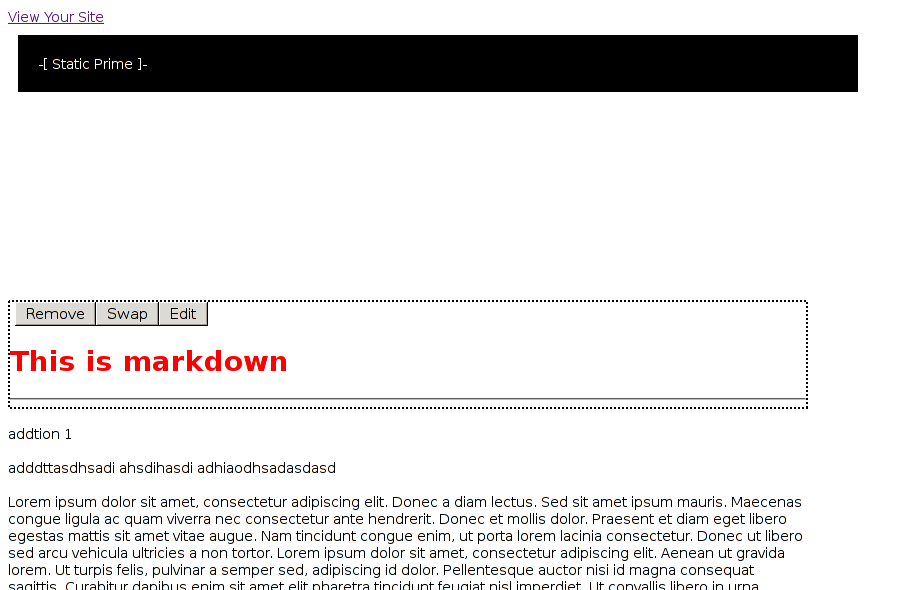 View Your Site
-[ Static Prime ]-
Remove Swap Edit
This is markdown
addtion 1
adddttasdhsadi ahsdihasdi adhiaodhsadasdasd
Lorem ipsum dolor sit amet, consectetur adipiscing elit. Donec a diam lectus. Sed sit amet ipsum mauris. Maecenas
congue ligula ac quam viverra nec consectetur ante hendrerit. Donec et mollis dolor. Praesent et diam eget libero
egestas mattis sit amet vitae augue. Nam tincidunt congue enim, ut porta lorem lacinia consectetur. Donec ut libero
sed arcu vehicula ultricies a non tortor. Lorem ipsum dolor sit amet, consectetur adipiscing elit. Aenean ut gravida
lorem. Ut turpis felis, pulvinar a semper sed, adipiscing id dolor. Pellentesque auctor nisi id magna consequat
sagittis. Curabitur dapibus enim sit amet elit pharetra tincidunt feugiat nisl imperdiet. Ut convallis libero in urna